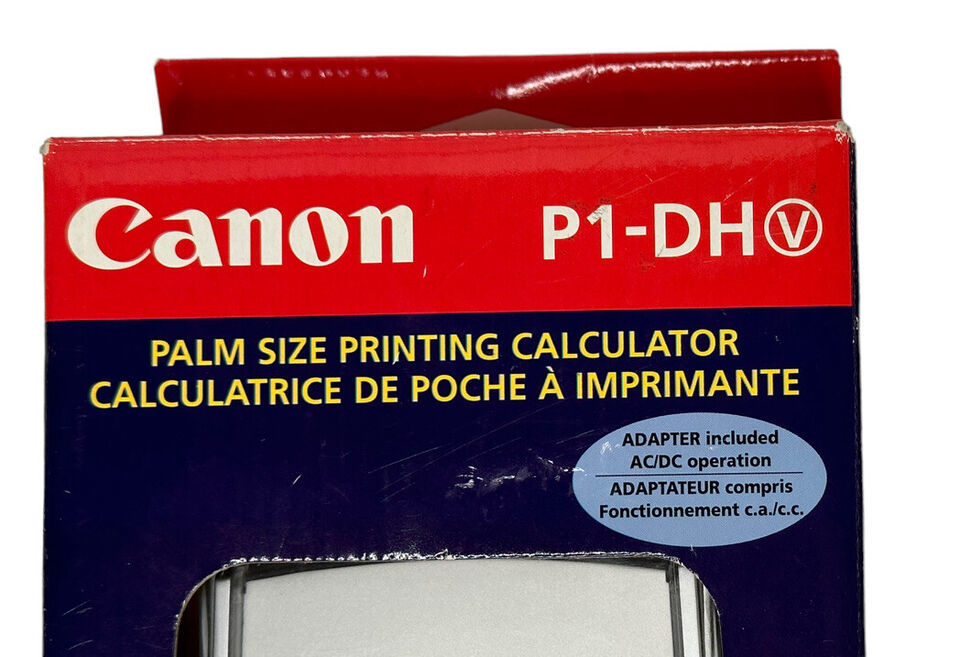 Canon P1-DHⓋ
PALM SIZE PRINTING CALCULATOR
CALCULATRICE DE POCHE À IMPRIMANTE
ADAPTER included
AC/DC operation
ADAPTATEUR compris
Fonctionnement c.a./c.c.